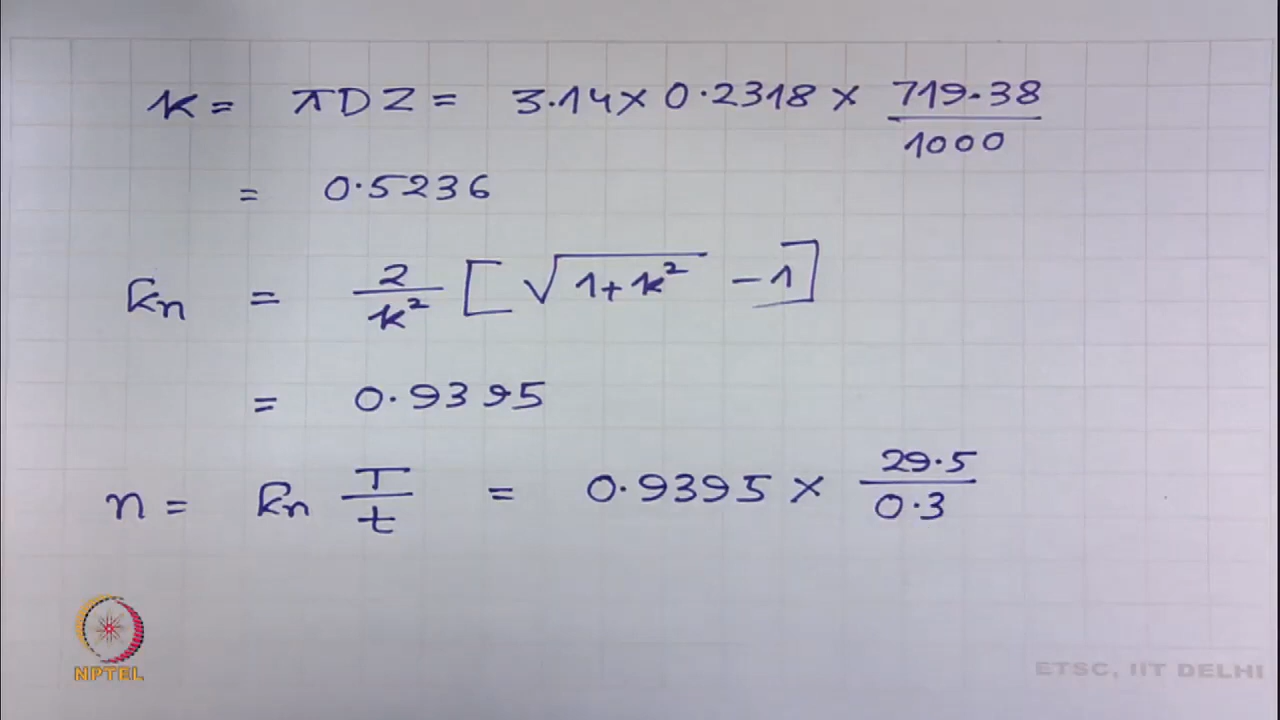 K = πDZ = 3.14 × 0.2318 × 719.38/1000
= 0.5236
kn = 2/K² [√(1+K²) - 1]
= 0.9395
n = kn T/t = 0.9395 × 29.5/0.3
NPTEL
ETSC, IIT DELHI